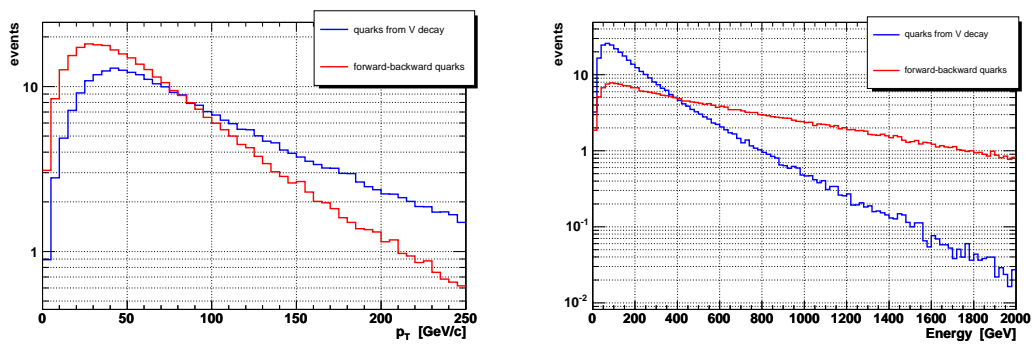 events
quarks from V decay
forward-backward quarks
10
1
0 50 100 150 200 250
p_T [GeV/c]
events
quarks from V decay
forward-backward quarks
10
1
10^-1
10^-2
0 200 400 600 800 1000 1200 1400 1600 1800 2000
Energy [GeV]